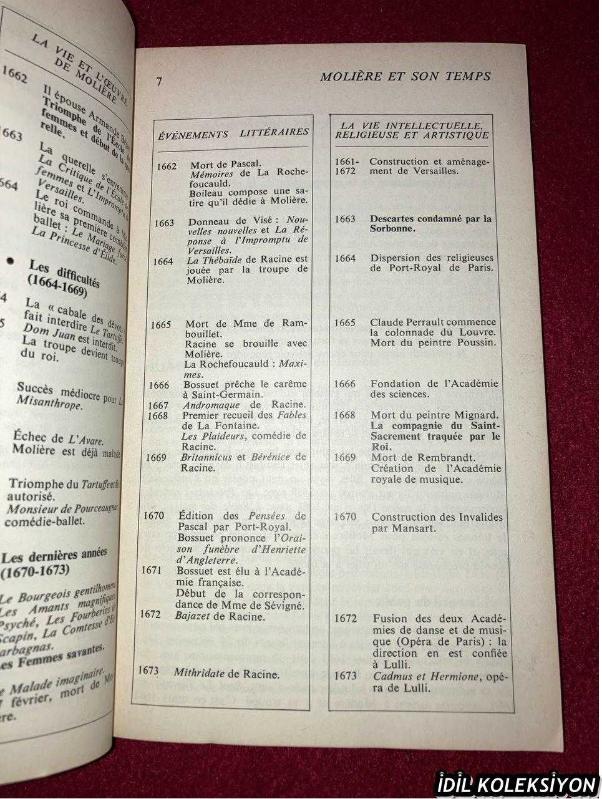 LA VIE ET L'ŒUVRE
DE MOLIÈRE
1662
Il épouse Armande
Triomphe de l'École des
femmes et début de la
relle.
1663
La querelle s'envenime
La Critique de l'École des
femmes et L'Impromptu
Versailles.
664
Le roi commande à
lière sa première
ballet : Le Mariage
La Princesse d'Élide.
• Les difficultés
(1664-1669)
4
La « cabale des
fait interdire Le Tartuffe
5
Dom Juan est interdit.
La troupe devient
du roi.
Succès médiocre pour
Misanthrope.
Échec de L'Avare.
Molière est déjà
Triomphe du Tartuffe
autorisé.
Monsieur de Pourceaugnac
comédie-ballet.
Les dernières années
(1670-1673)
Le Bourgeois gentilhomme
Les Amants magnifiques
Psyché, Les Fourberies
Scapin, La Comtesse
Les Femmes savantes.
Malade imaginaire.
février, mort de
7
MOLIÈRE ET SON TEMPS
ÉVÉNEMENTS LITTÉRAIRES
1662 Mort de Pascal.
Mémoires de La Roche-
foucauld.
Boileau compose une sa-
tire qu'il dédie à Molière.
1663 Donneau de Visé : Nou-
velles nouvelles et La Ré-
ponse à l'Impromptu de
Versailles.
1664 La Thébaïde de Racine est
jouée par la troupe de
Molière.
1665 Mort de Mme de Ram-
bouillet.
Racine se brouille avec
Molière.
La Rochefoucauld : Maxi-
mes.
1666 Bossuet prêche le carême
à Saint-Germain.
1667 Andromaque de Racine.
1668 Premier recueil des Fables
de La Fontaine.
Les Plaideurs, comédie de
Racine.
1669 Britannicus et Bérénice de
Racine.
1670 Édition des Pensées de
Pascal par Port-Royal.
Bossuet prononce l'Orai-
son funèbre d'Henriette
d'Angleterre.
1671 Bossuet est élu à l'Acadé-
mie française.
Début de la correspon-
dance de Mme de Sévigné.
1672 Bajazet de Racine.
1673 Mithridate de Racine.
LA VIE INTELLECTUELLE,
RELIGIEUSE ET ARTISTIQUE
1661- Construction et aménage-
1672 ment de Versailles.
1663 Descartes condamné par la
Sorbonne.
1664 Dispersion des religieuses
de Port-Royal de Paris.
1665 Claude Perrault commence
la colonnade du Louvre.
Mort du peintre Poussin.
1666 Fondation de l'Académie
des sciences.
1668 Mort du peintre Mignard.
La compagnie du Saint-
Sacrement traquée par le
Roi.
1669 Mort de Rembrandt.
Création de l'Académie
royale de musique.
1670 Construction des Invalides
par Mansart.
1672 Fusion des deux Acadé-
mies de danse et de musi-
que (Opéra de Paris) : la
direction en est confiée
à Lulli.
1673 Cadmus et Hermione, opé-
ra de Lulli.
İDİL KOLEKSİYON